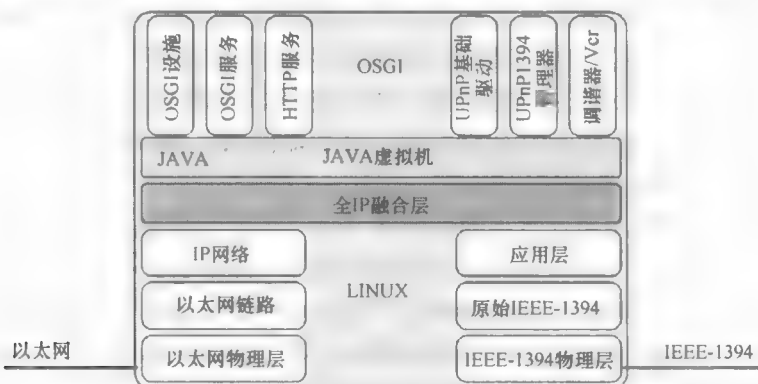 OSGI设施
OSGI服务
HTTP服务
OSGI
UPnP基础
驱动
UPnP1394
理器
调谐器/Vcr
JAVA
JAVA虚拟机
全IP融合层
IP网络
应用层
LINUX
以太网链路
原始IEEE-1394
以太网
以太网物理层
IEEE-1394物理层
IEEE-1394